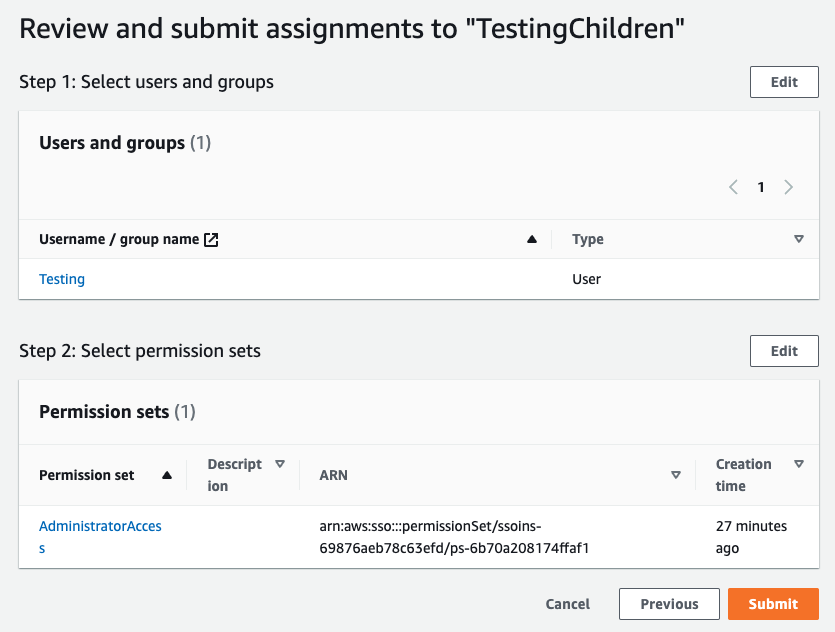 Review and submit assignments to "TestingChildren"
Step 1: Select users and groups
Edit
Users and groups (1)
1
Username / group name
Type
Testing
User
Step 2: Select permission sets
Edit
Permission sets (1)
Permission set
Descript
ion
ARN
Creation
time
AdministratorAcces
s
arn:aws:sso:::permissionSet/ssoins-
69876aeb78c63efd/ps-6b70a208174ffaf1
27 minutes
ago
Cancel
Previous
Submit